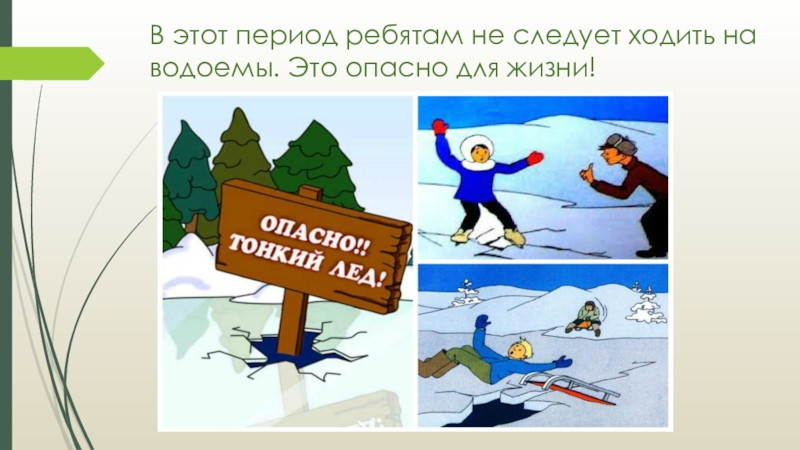 В этот период ребятам не следует ходить на
водоемы. Это опасно для жизни!
ОПАСНО!!
ТОНКИЙ ЛЕД!